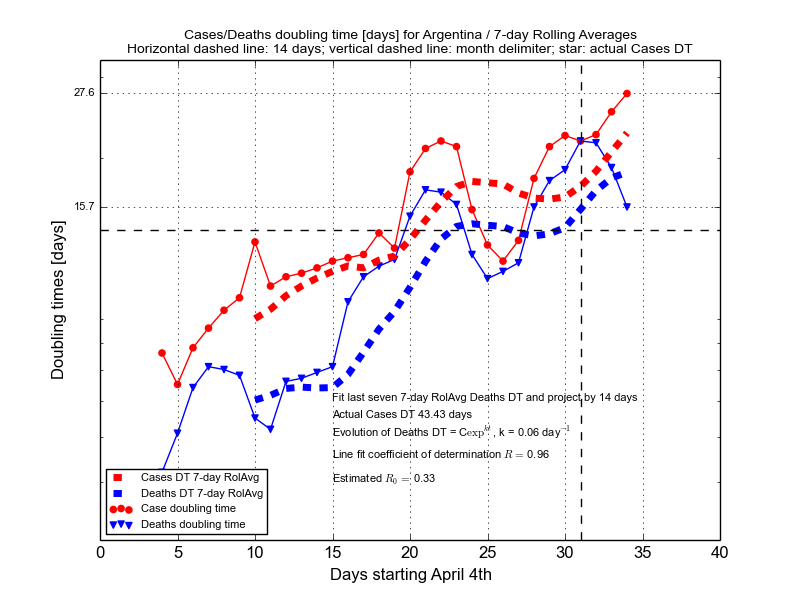 Cases/Deaths doubling time [days] for Argentina / 7-day Rolling Averages
Horizontal dashed line: 14 days; vertical dashed line: month delimiter; star: actual Cases DT
27.6
15.7
Doubling times [days]
Fit last seven 7-day RolAvg Deaths DT and project by 14 days
Actual Cases DT 43.43 days
Evolution of Deaths DT = Cexp^{kt}, k = 0.06 day^{-1}
Line fit coefficient of determination R = 0.96
Estimated R_0 = 0.33
Cases DT 7-day RolAvg
Deaths DT 7-day RolAvg
Case doubling time
Deaths doubling time
0 5 10 15 20 25 30 35 40
Days starting April 4th